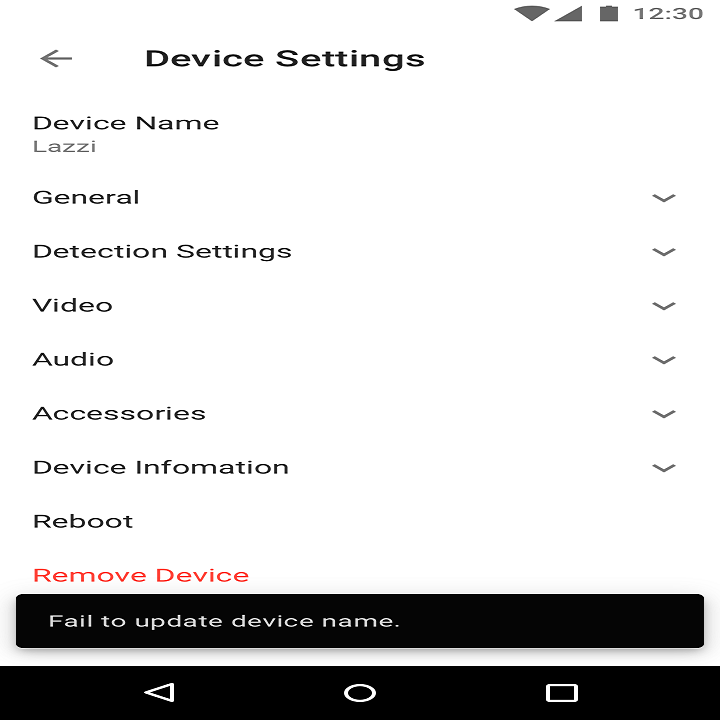 12:30
Device Settings
Device Name
Lazzi
General
Detection Settings
Video
Audio
Accessories
Device Infomation
Reboot
Remove Device
Fail to update device name.